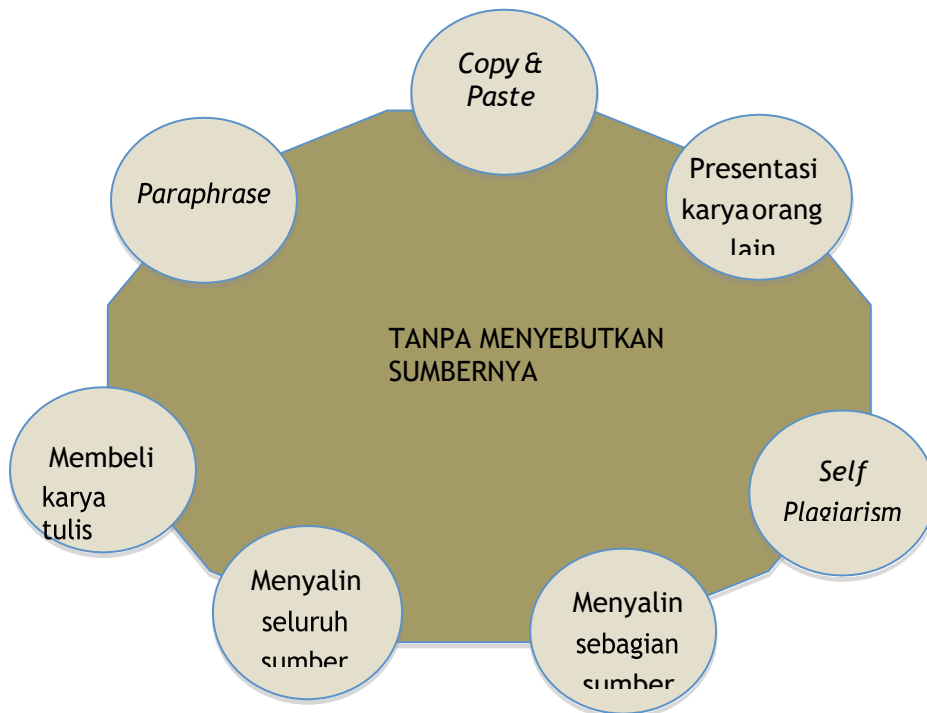 Copy &
Paste
Paraphrase
Presentasi
karya orang
lain
TANPA MENYEBUTKAN
SUMBERNYA
Membeli
karya
tulis
Self
Plagiarism
Menyalin
seluruh
sumber
Menyalin
sebagian
sumber